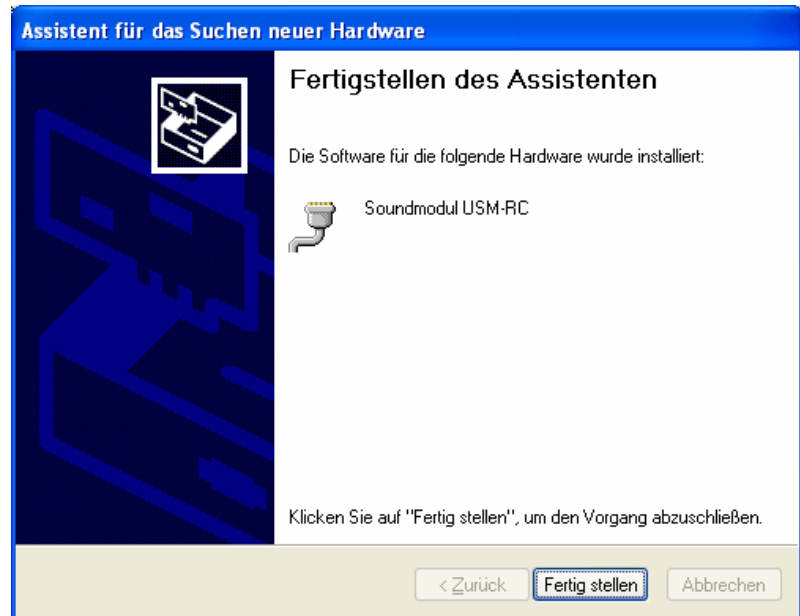 Assistent für das Suchen neuer Hardware
Fertigstellen des Assistenten
Die Software für die folgende Hardware wurde installiert:
Soundmodul USM-RC
Klicken Sie auf "Fertig stellen", um den Vorgang abzuschließen.
< Zurück Fertig stellen Abbrechen